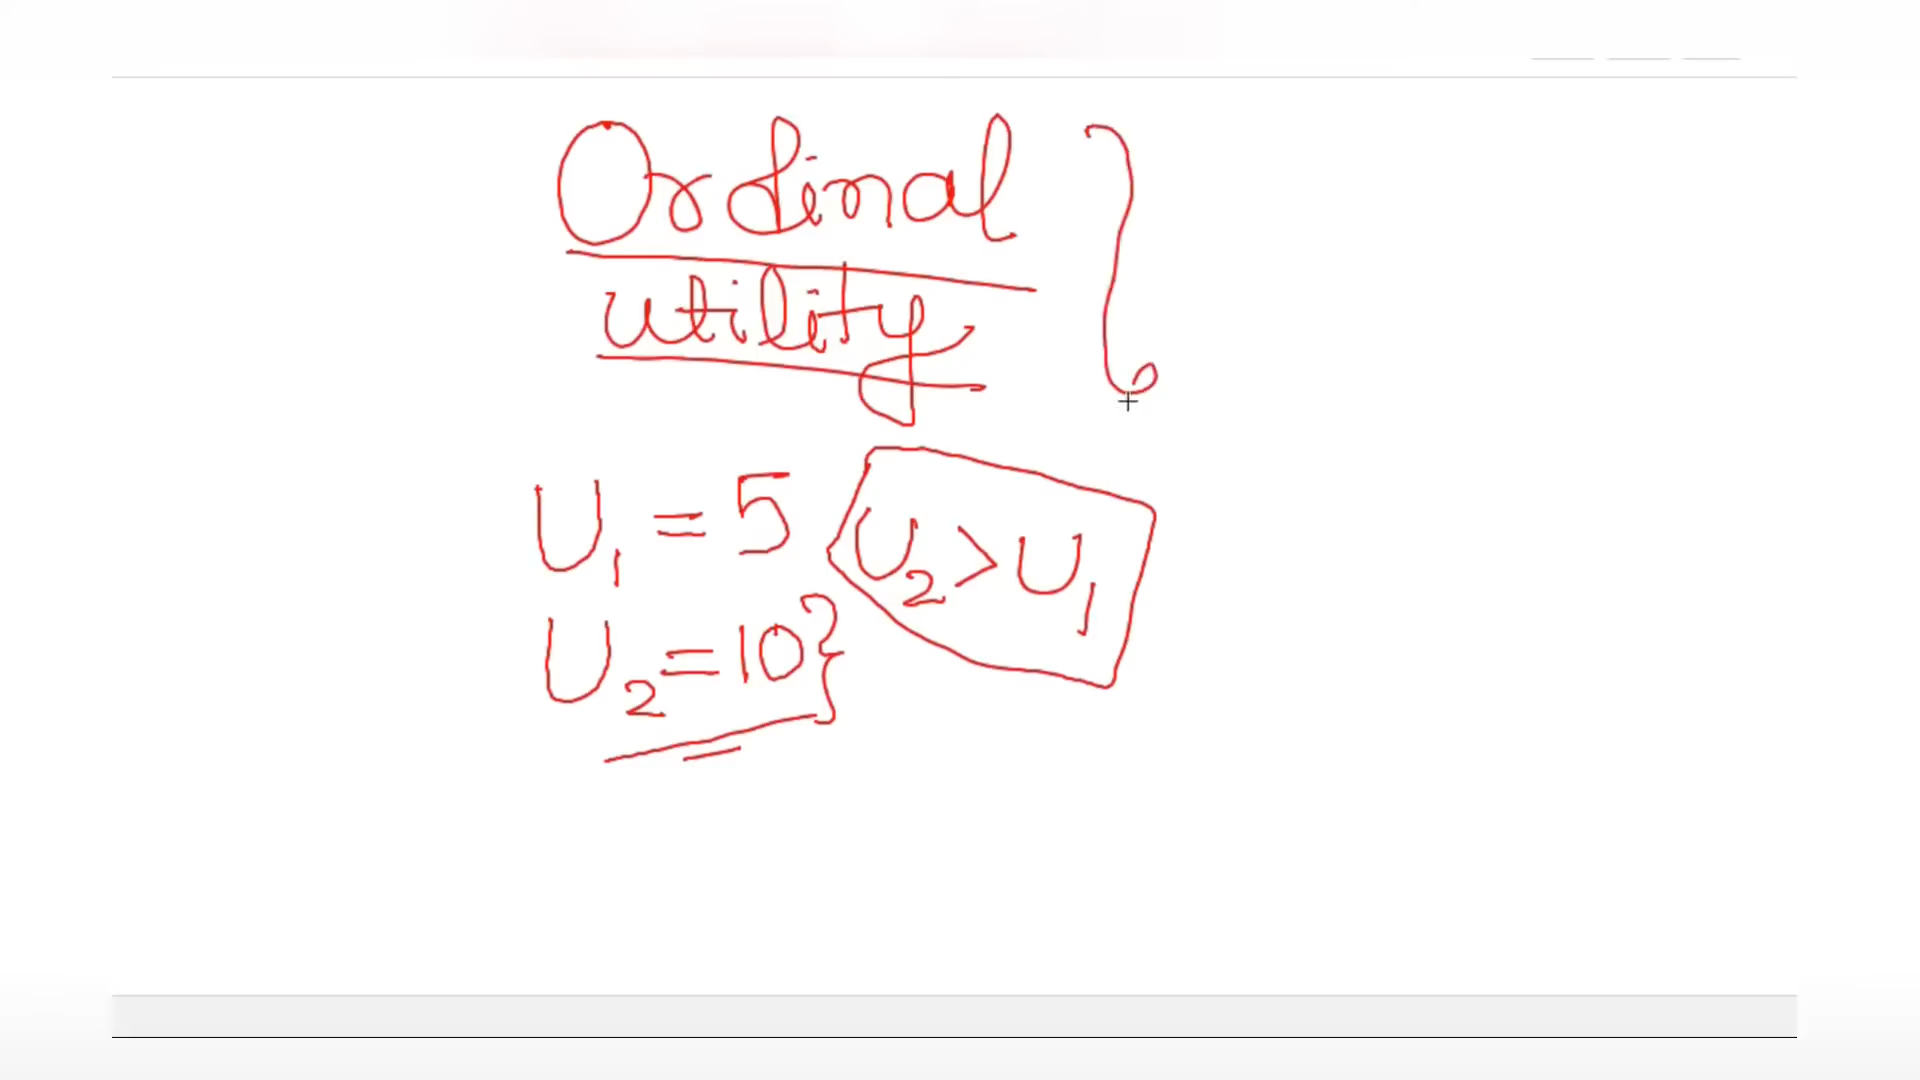 Ordinal
utility
U₁ = 5
U₂ > U₁
U₂ = 10}